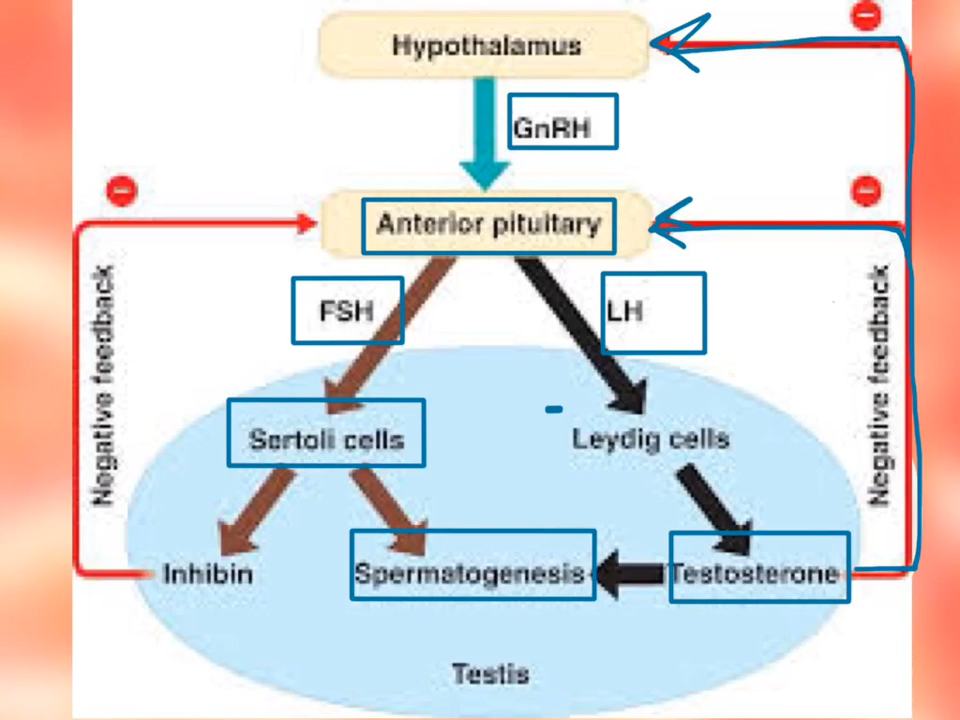 Hypothalamus
GnRH
Anterior pituitary
FSH
LH
Negative feedback
Negative feedback
Sertoli cells
Leydig cells
Inhibin
Spermatogenesis
Testosterone
Testis